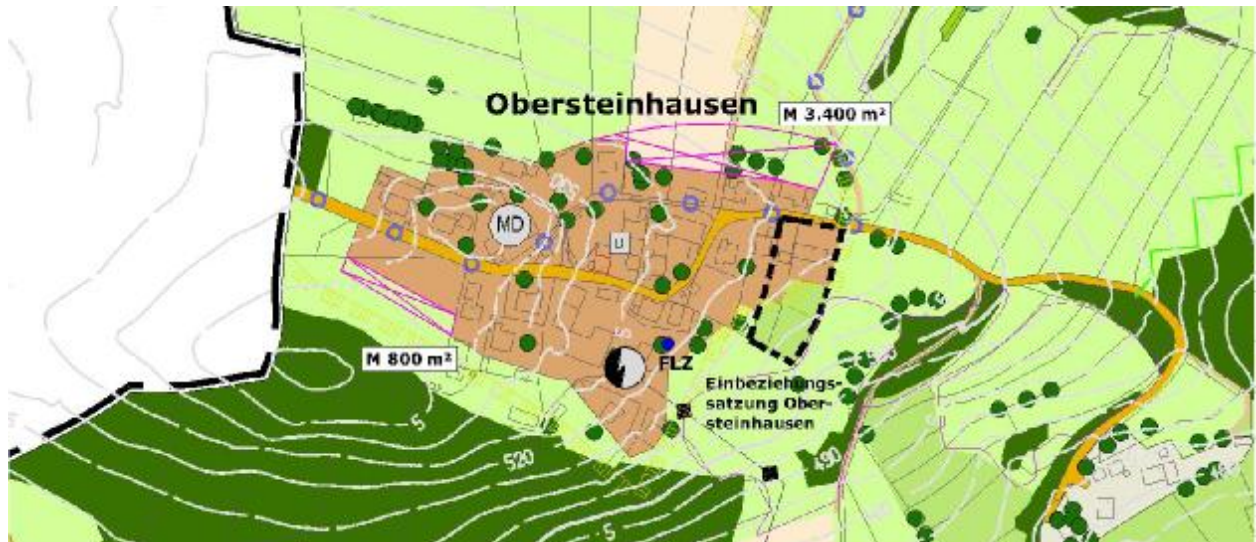 Obersteinhausen
M 3.400 m²
MD
U
M 800 m²
FLZ
Einbeziehungs-
satzung Ober-
steinhausen
520
490
5
5